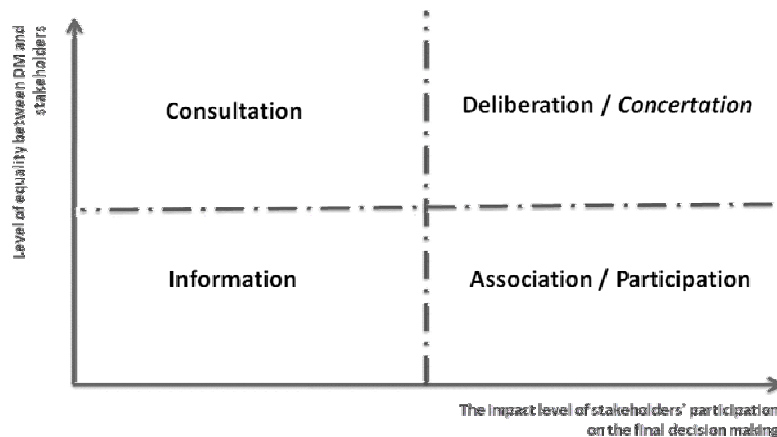 Level of equality between DM and
stakeholders
Consultation
Deliberation / Concertation
Information
Association / Participation
The impact level of stakeholders' participation
on the final decision making